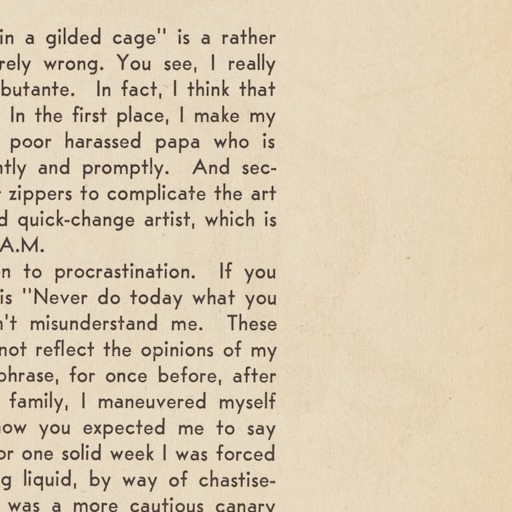 in a gilded cage" is a rather
rely wrong. You see, I really
butante. In fact, I think that
In the first place, I make my
poor harassed papa who is
ntly and promptly. And sec-
zippers to complicate the art
d quick-change artist, which is
A.M.
n to procrastination. If you
is "Never do today what you
n't misunderstand me. These
not reflect the opinions of my
phrase, for once before, after
family, I maneuvered myself
now you expected me to say
or one solid week I was forced
g liquid, by way of chastise-
was a more cautious canary